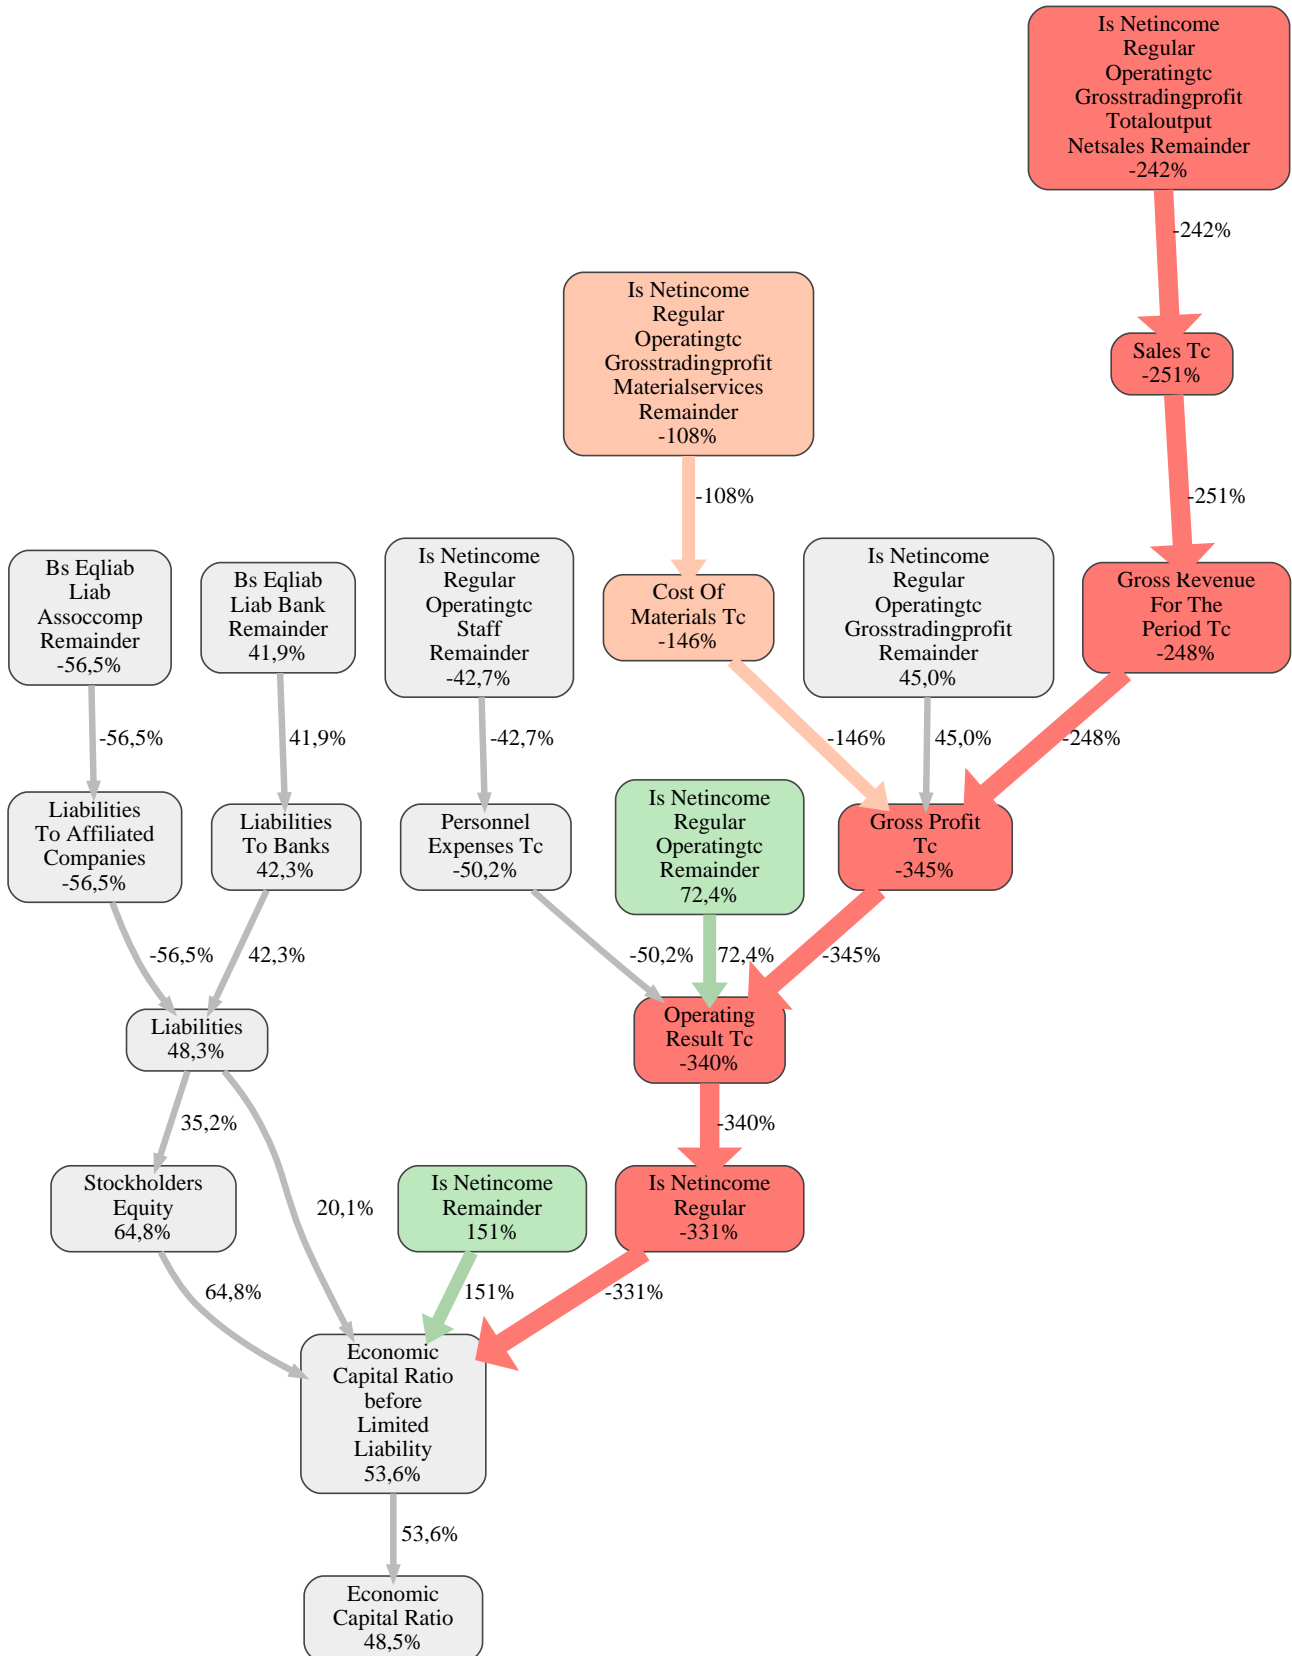 Is Netincome
Regular
Operatingtc
Grosstradingprofit
Totaloutput
Netsales Remainder
-242%
-242%
Is Netincome
Regular
Operatingtc
Grosstradingprofit
Materialservices
Remainder
-108%
Sales Tc
-251%
-108%
-251%
Bs Eqliab
Liab
Assoccomp
Remainder
-56,5%
Bs Eqliab
Liab Bank
Remainder
41,9%
Is Netincome
Regular
Operatingtc
Staff
Remainder
-42,7%
Cost Of
Materials Tc
-146%
Is Netincome
Regular
Operatingtc
Grosstradingprofit
Remainder
45,0%
Gross Revenue
For The
Period Tc
-248%
-56,5%
41,9%
-42,7%
-146%
45,0%
-248%
Liabilities
To Affiliated
Companies
-56,5%
Liabilities
To Banks
42,3%
Personnel
Expenses Tc
-50,2%
Is Netincome
Regular
Operatingtc
Remainder
72,4%
Gross Profit
Tc
-345%
-56,5%
42,3%
-50,2%
72,4%
-345%
Liabilities
48,3%
Operating
Result Tc
-340%
35,2%
20,1%
-340%
Stockholders
Equity
64,8%
Is Netincome
Remainder
151%
Is Netincome
Regular
-331%
64,8%
151%
-331%
Economic
Capital Ratio
before
Limited
Liability
53,6%
53,6%
Economic
Capital Ratio
48,5%